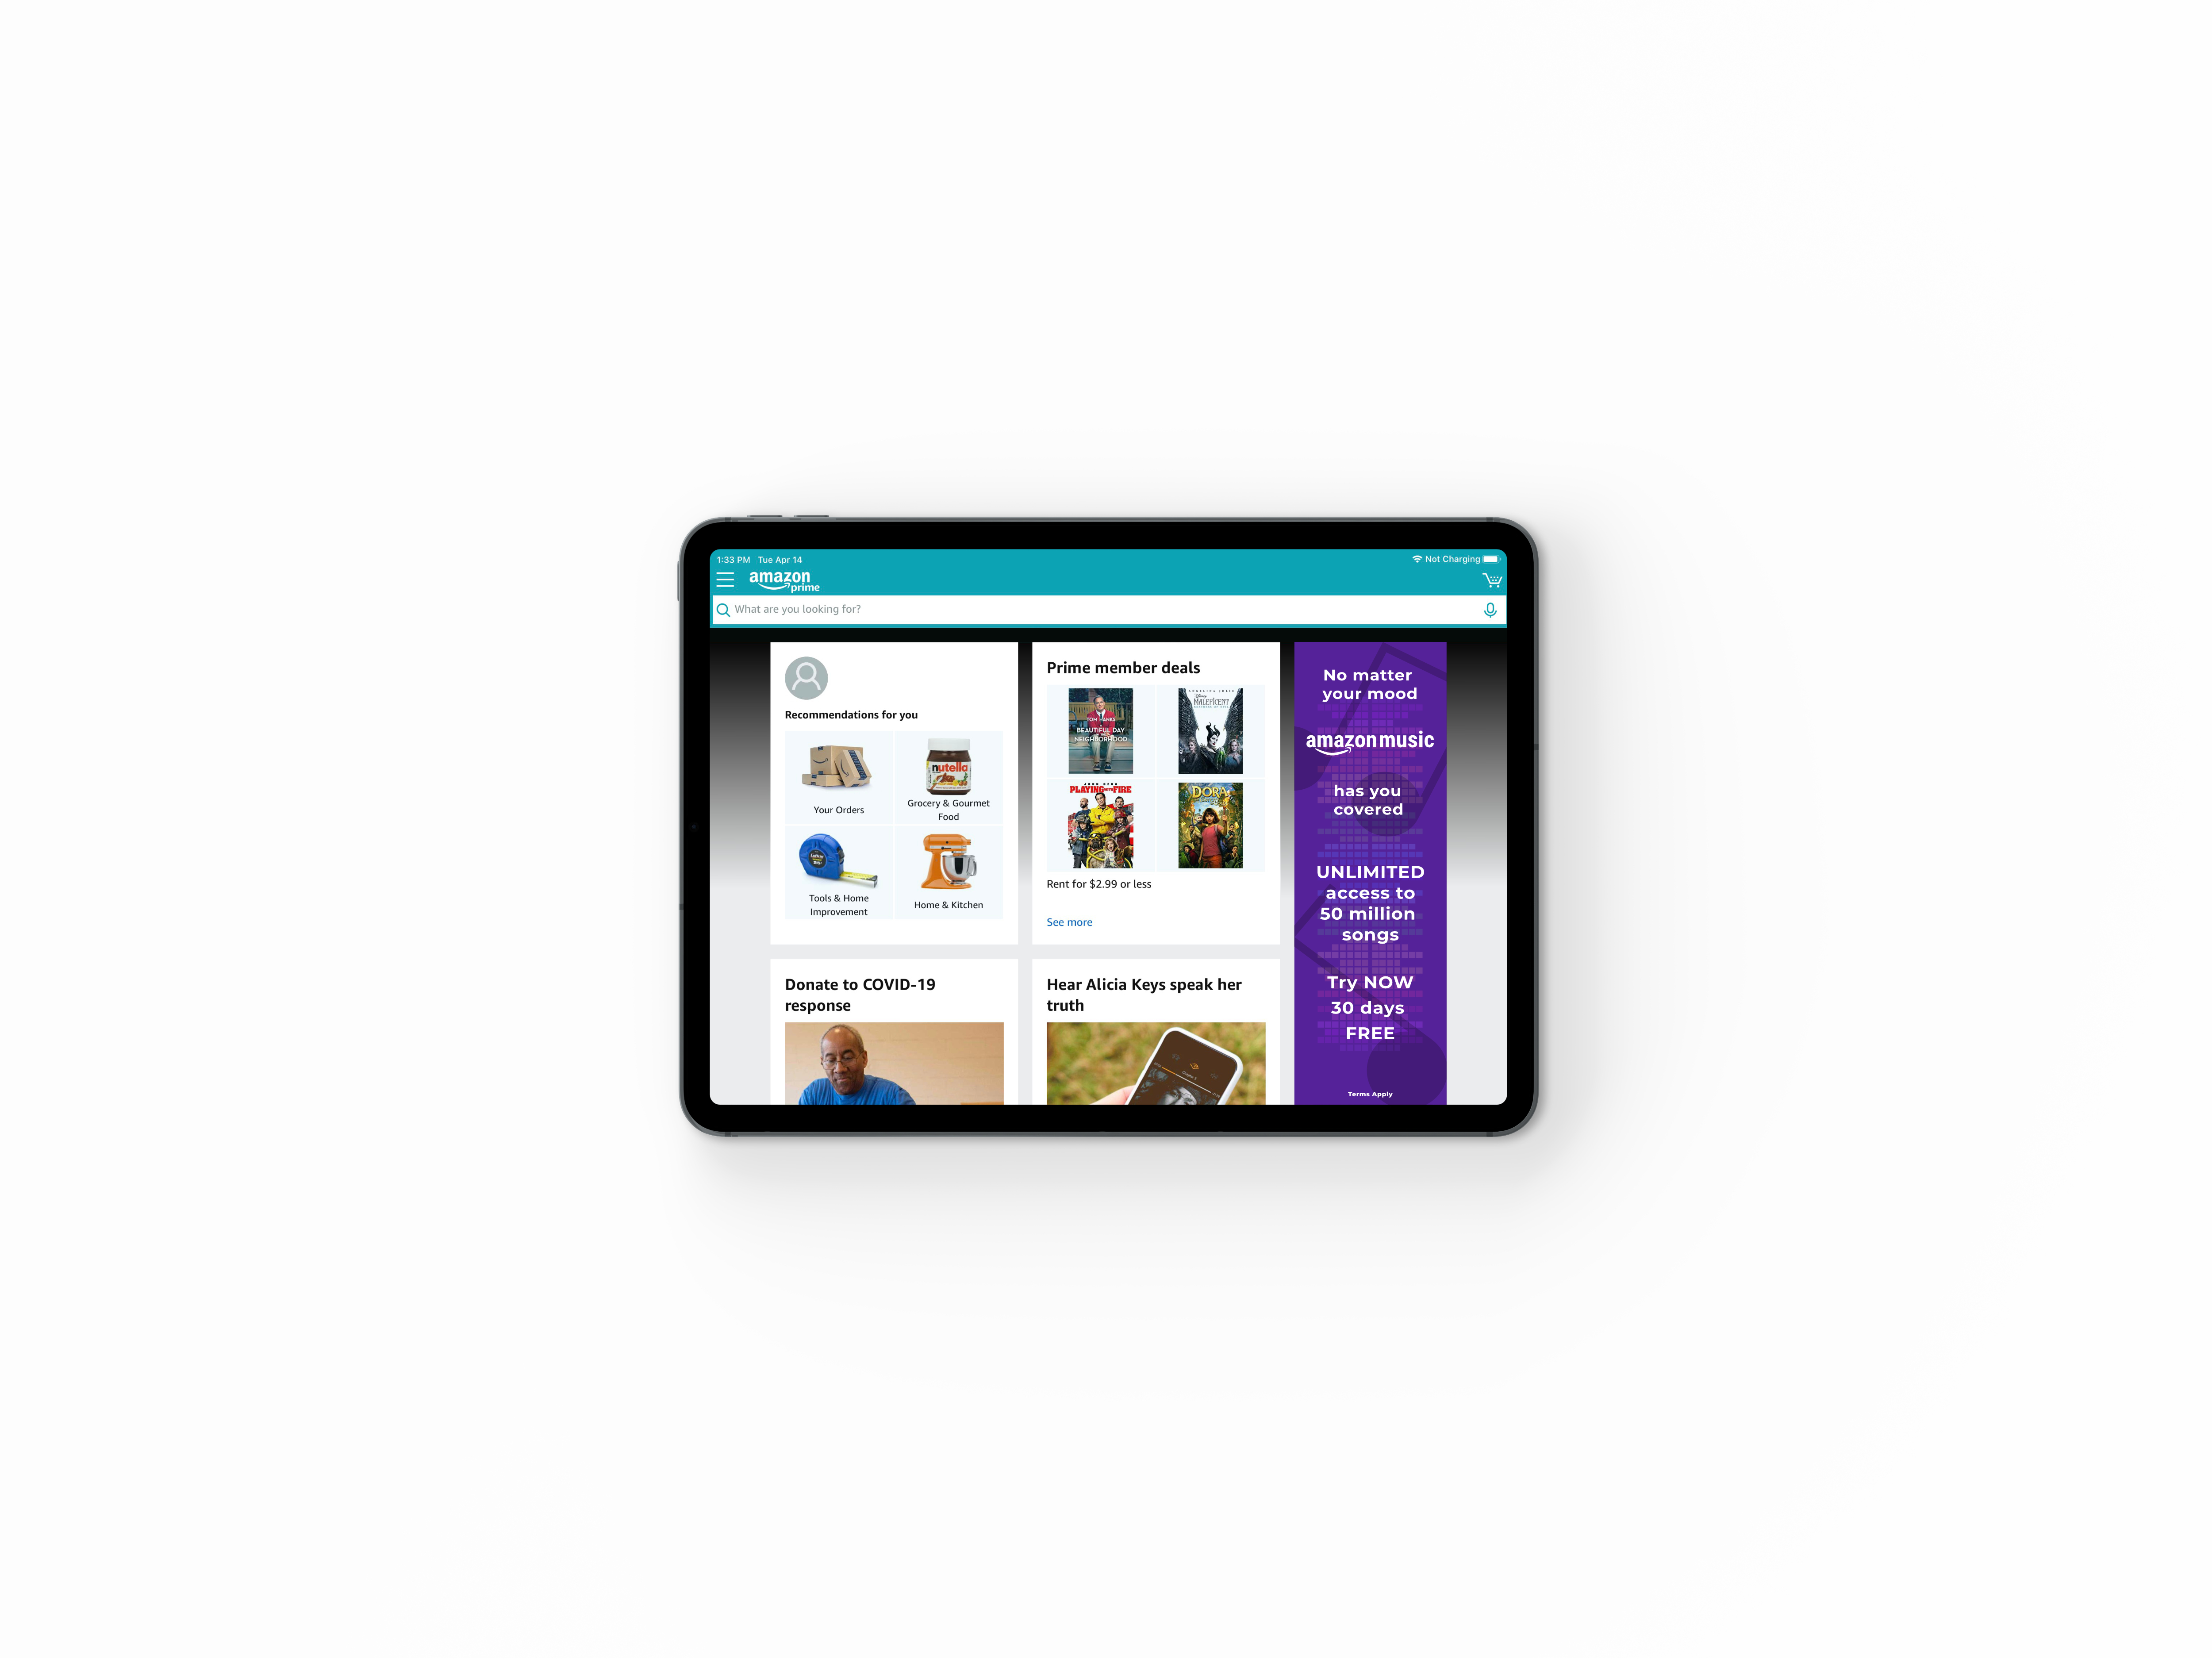 1:33 PM Tue Apr 14
Not Charging
amazon
prime
What are you looking for?
Recommendations for you
Your Orders
nutella
Grocery & Gourmet
Food
Tools & Home
Improvement
Home & Kitchen
Prime member deals
TOM HANKS
BEAUTIFUL DAY
NEIGHBORHOOD
Disney
MALEFICENT
PLAYING WITH FIRE
DORA
Rent for $2.99 or less
See more
Donate to COVID-19
response
Hear Alicia Keys speak her
truth
No matter
your mood
amazon music
has you
covered
UNLIMITED
access to
50 million
songs
Try NOW
30 days
FREE
Terms Apply